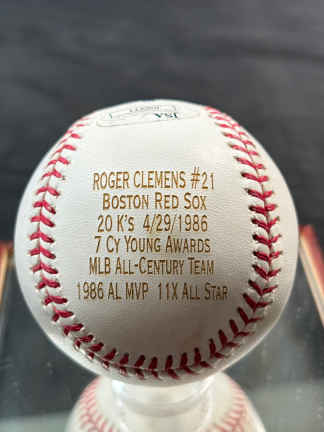 JSA
ROGER CLEMENS #21
BOSTON RED SOX
20 K'S 4/29/1986
7 CY YOUNG AWARDS
MLB ALL-CENTURY TEAM
1986 AL MVP 11X ALL STAR